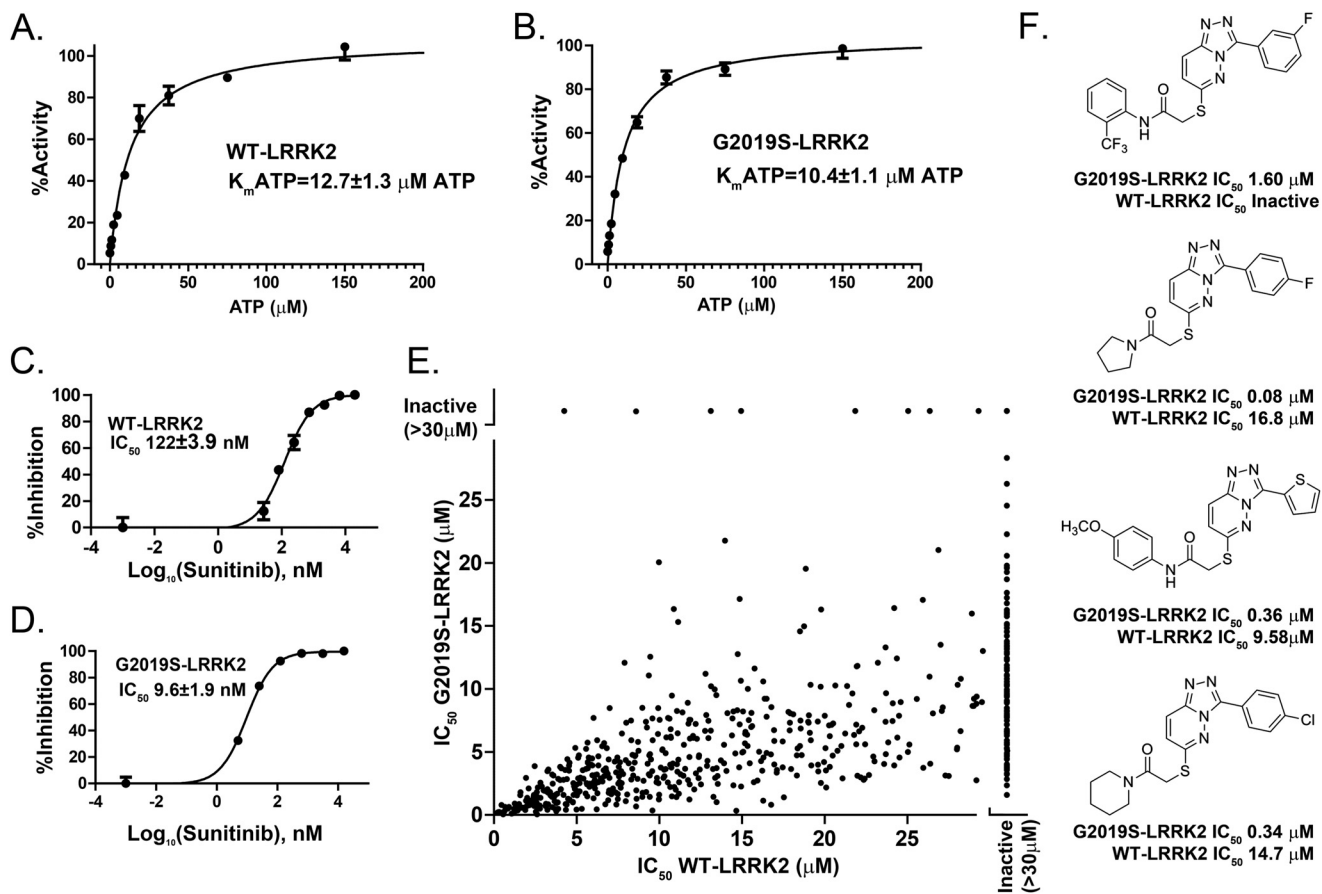 A.
100
80
60
40
20
0
%Activity
WT-LRRK2
KₘATP=12.7±1.3 μM ATP
0
50
100
150
200
ATP (μM)
B.
100
80
60
40
20
0
%Activity
G2019S-LRRK2
KₘATP=10.4±1.1 μM ATP
0
50
100
150
200
ATP (μM)
C.
100
80
60
40
20
0
%Inhibition
WT-LRRK2
IC₅₀ 122±3.9 nM
-4
-2
0
2
4
Log₁₀(Sunitinib), nM
D.
100
80
60
40
20
0
%Inhibition
G2019S-LRRK2
IC₅₀ 9.6±1.9 nM
-4
-2
0
2
4
Log₁₀(Sunitinib), nM
E.
Inactive
(>30μM)
25
20
15
10
5
0
IC₅₀ G2019S-LRRK2 (μM)
0
5
10
15
20
25
IC₅₀ WT-LRRK2 (μM)
Inactive
(>30μM)
F.
N N
N
N
F
O
S
N
H
CF₃
G2019S-LRRK2 IC₅₀ 1.60 μM
WT-LRRK2 IC₅₀ Inactive
N N
N
N
F
O
S
N
G2019S-LRRK2 IC₅₀ 0.08 μM
WT-LRRK2 IC₅₀ 16.8 μM
N N
S
N
N
H₃CO
O
S
N
H
G2019S-LRRK2 IC₅₀ 0.36 μM
WT-LRRK2 IC₅₀ 9.58μM
N N
N
N
Cl
O
S
N
G2019S-LRRK2 IC₅₀ 0.34 μM
WT-LRRK2 IC₅₀ 14.7 μM